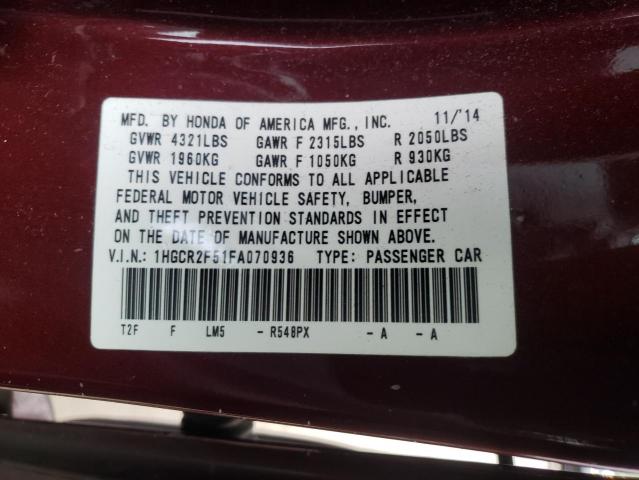 MFD. BY HONDA OF AMERICA MFG., INC. 11/'14
GVWR 4321LBS GAWR F 2315LBS R 2050LBS
GVWR 1960KG GAWR F 1050KG R 930KG
THIS VEHICLE CONFORMS TO ALL APPLICABLE
FEDERAL MOTOR VEHICLE SAFETY, BUMPER,
AND THEFT PREVENTION STANDARDS IN EFFECT
ON THE DATE OF MANUFACTURE SHOWN ABOVE.
V.I.N.: 1HGCR2F51FA070936 TYPE: PASSENGER CAR
T2F F LM5 - R548PX - A - A